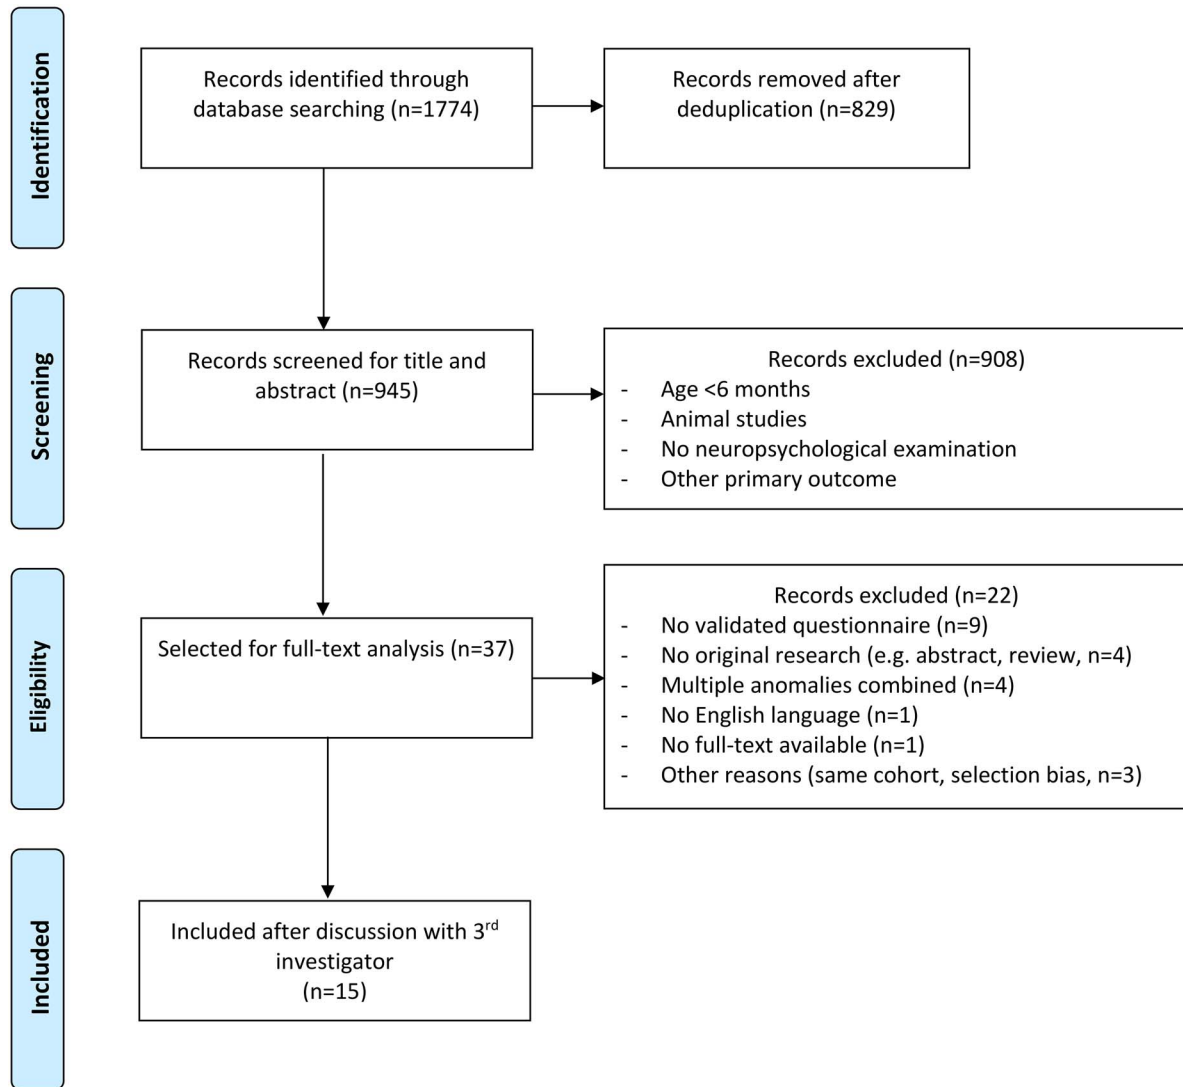 Identification
Records identified through
database searching (n=1774)
Records removed after
deduplication (n=829)
Screening
Records screened for title and
abstract (n=945)
Records excluded (n=908)
- Age <6 months
- Animal studies
- No neuropsychological examination
- Other primary outcome
Eligibility
Selected for full-text analysis (n=37)
Records excluded (n=22)
- No validated questionnaire (n=9)
- No original research (e.g. abstract, review, n=4)
- Multiple anomalies combined (n=4)
- No English language (n=1)
- No full-text available (n=1)
- Other reasons (same cohort, selection bias, n=3)
Included
Included after discussion with 3rd
investigator
(n=15)